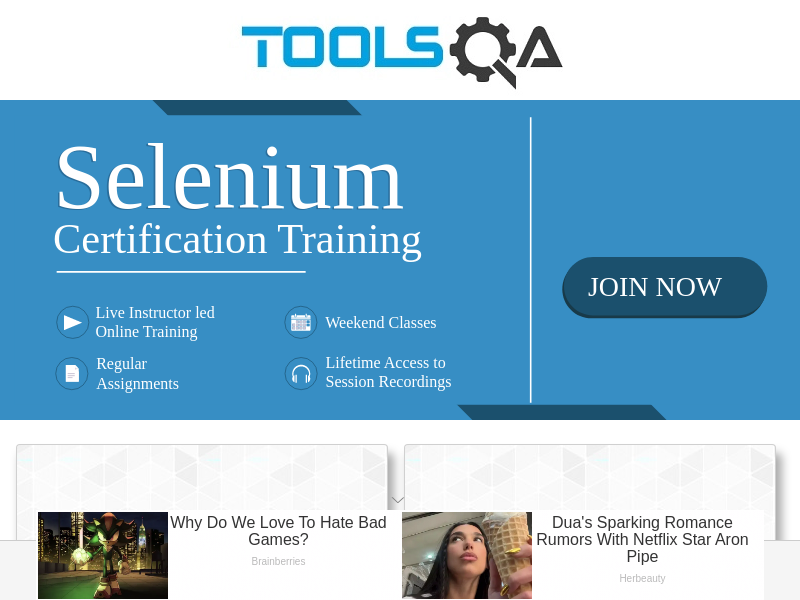 TOOLSQA
Selenium
Certification Training
Live Instructor led
Online Training
Weekend Classes
Regular
Assignments
Lifetime Access to
Session Recordings
JOIN NOW
Why Do We Love To Hate Bad
Games?
Brainberries
Dua's Sparking Romance
Rumors With Netflix Star Aron
Pipe
Herbeauty